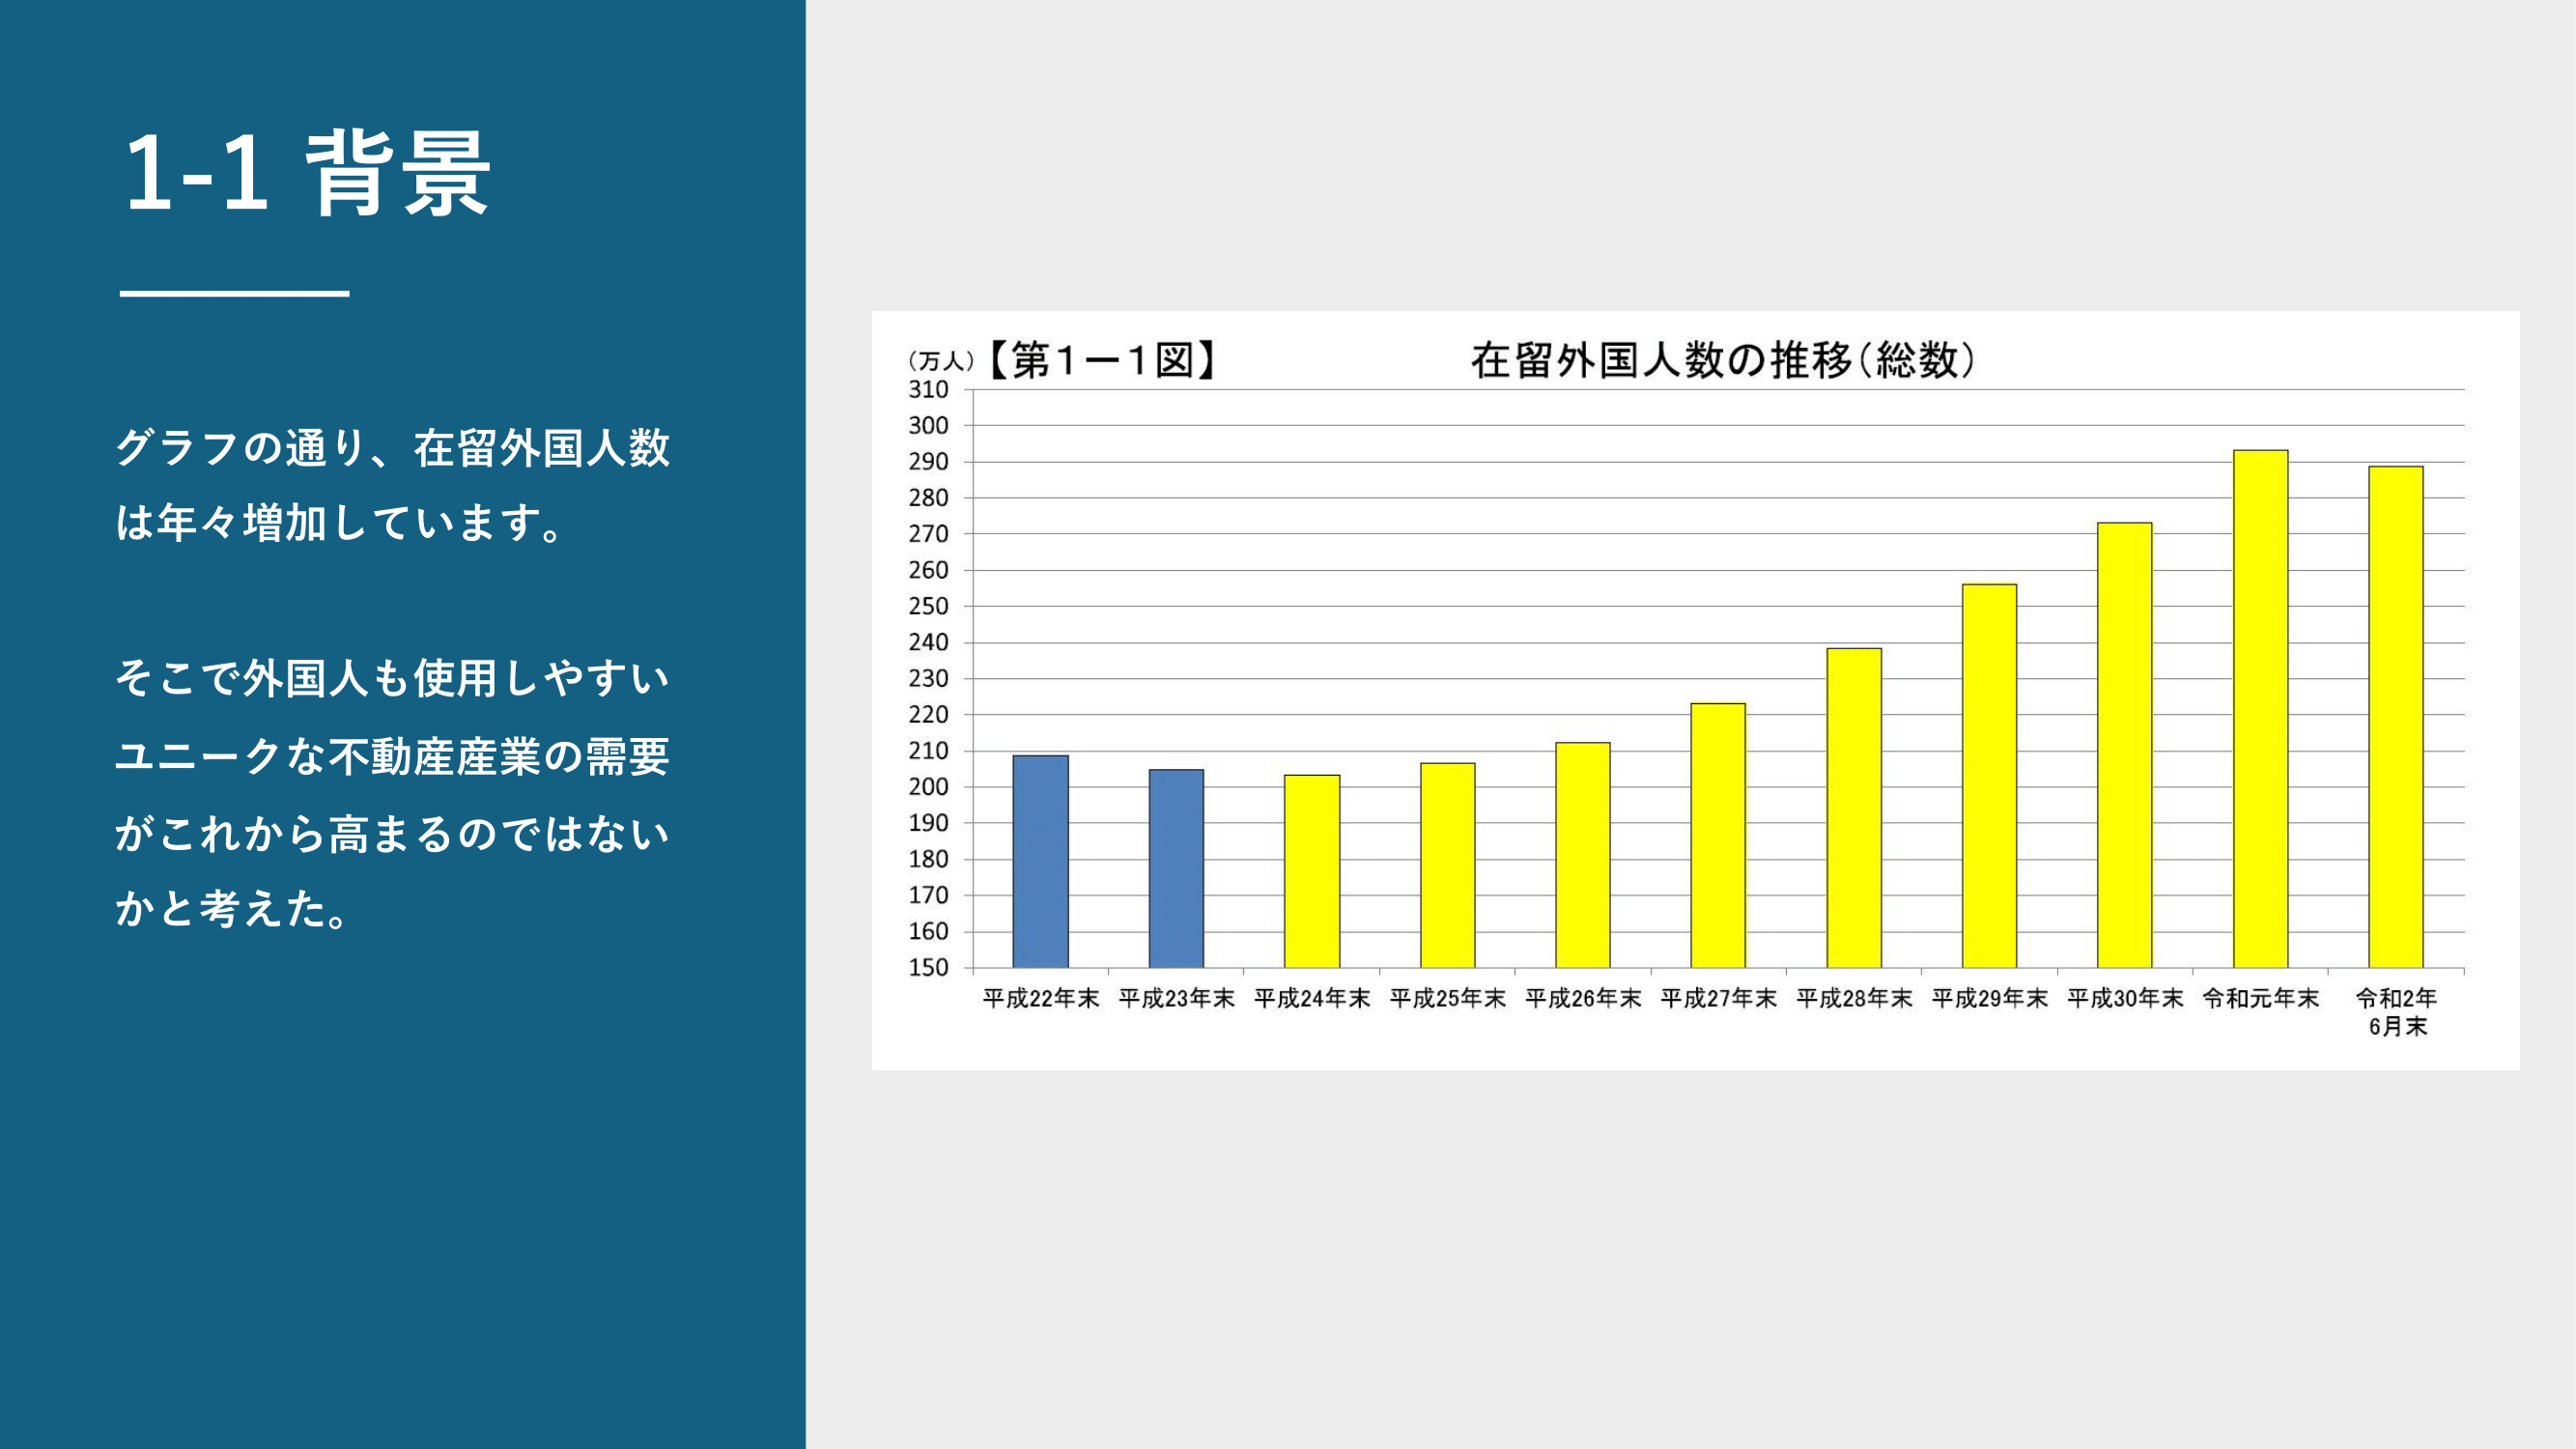 1-1 背景
グラフの通り、在留外国人数
は年々増加しています。
そこで外国人も使用しやすい
ユニークな不動産産業の需要
がこれから高まるのではない
かと考えた。
（万人）【第１－１図】 在留外国人数の推移（総数）
310
300
290
280
270
260
250
240
230
220
210
200
190
180
170
160
150
平成22年末 平成23年末 平成24年末 平成25年末 平成26年末 平成27年末 平成28年末 平成29年末 平成30年末 令和元年末 令和2年
6月末